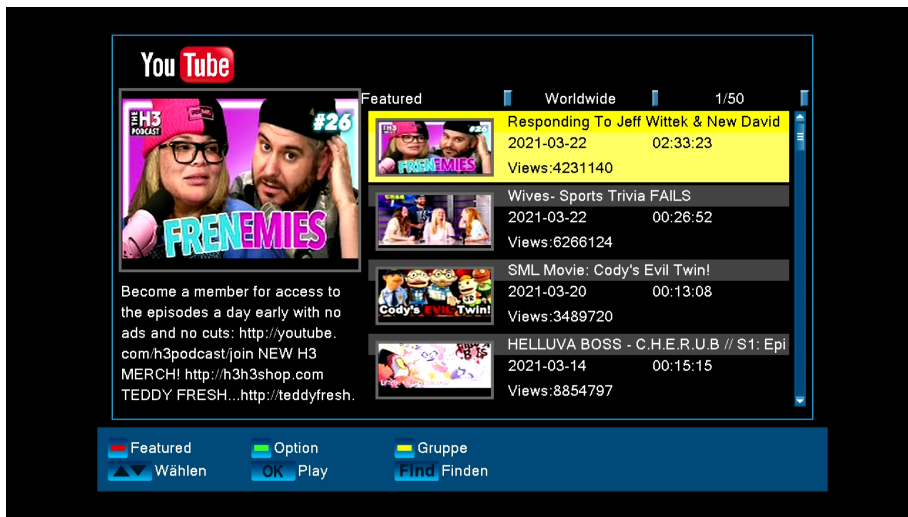 You Tube
Featured Worldwide 1/50
THE H3 PODCAST #26
FRENEMIES
Become a member for access to
the episodes a day early with no
ads and no cuts: http://youtube.
com/h3podcast/join NEW H3
MERCH! http://h3h3shop.com
TEDDY FRESH...http://teddyfresh.
H3 #26
FRENEMIES
Responding To Jeff Wittek & New David
2021-03-22 02:33:23
Views:4231140
Wives- Sports Trivia FAILS
2021-03-22 00:26:52
Views:6266124
Cody's EVIL Twin!
SML Movie: Cody's Evil Twin!
2021-03-20 00:13:08
Views:3489720
HELLUVA BOSS - C.H.E.R.U.B // S1: Epi
2021-03-14 00:15:15
Views:8854797
Featured Option Gruppe
Wählen OK Play Find Finden